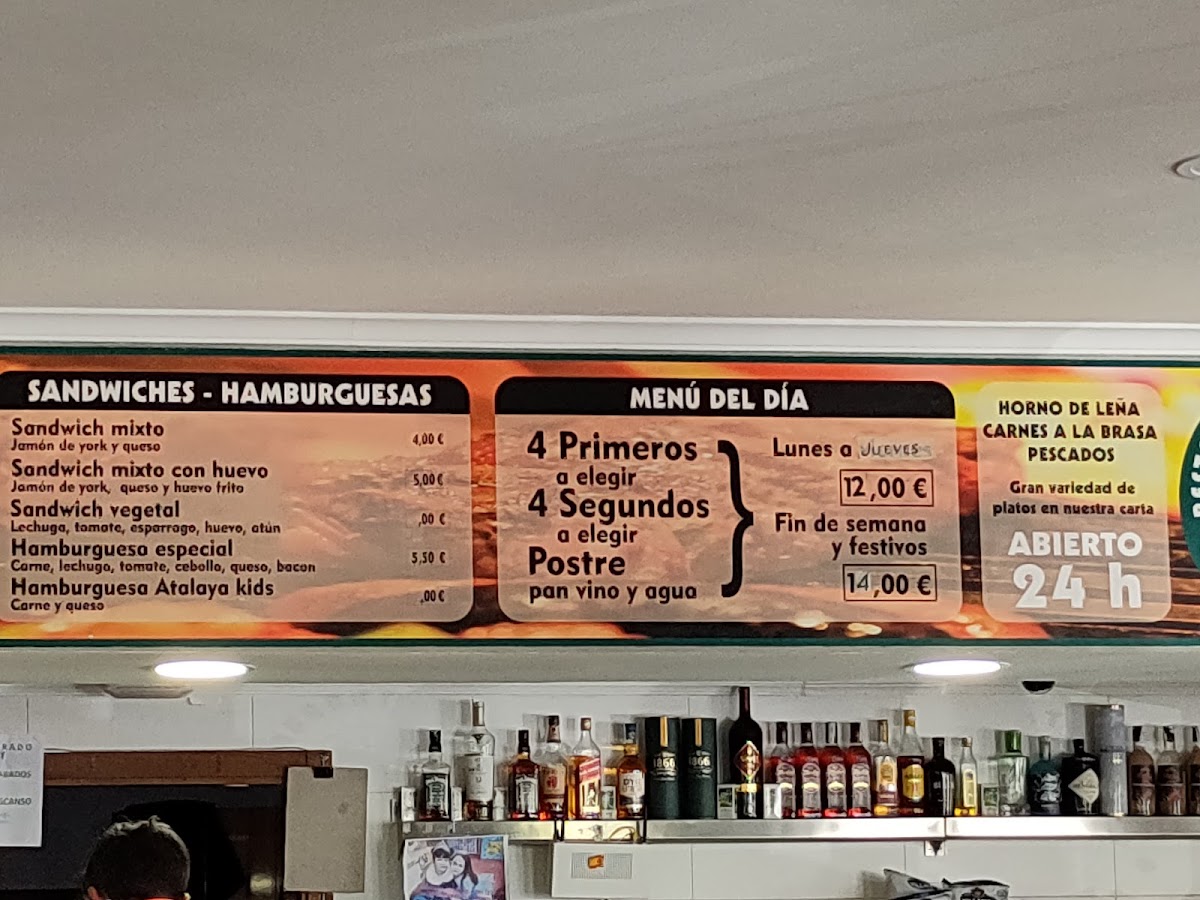 SANDWICHES - HAMBURGUESAS
Sandwich mixto
Jamón de york y queso
4,00 €
Sandwich mixto con huevo
Jamón de york, queso y huevo frito
5,00 €
Sandwich vegetal
Lechuga, tomate, esparrago, huevo, atún
,00 €
Hamburguesa especial
Carne, lechugo, tomate, cebollo, queso, bacon
5,50 €
Hamburguesa Atalaya kids
Carne y queso
,00 €
MENÚ DEL DÍA
4 Primeros
a elegir
4 Segundos
a elegir
Postre
pan vino y agua
Lunes a JUEVES
12,00 €
Fin de semana
y festivos
14,00 €
HORNO DE LEÑA
CARNES A LA BRASA
PESCADOS
Gran variedad de
platos en nuestra carta
ABIERTO
24 h
1866
1866